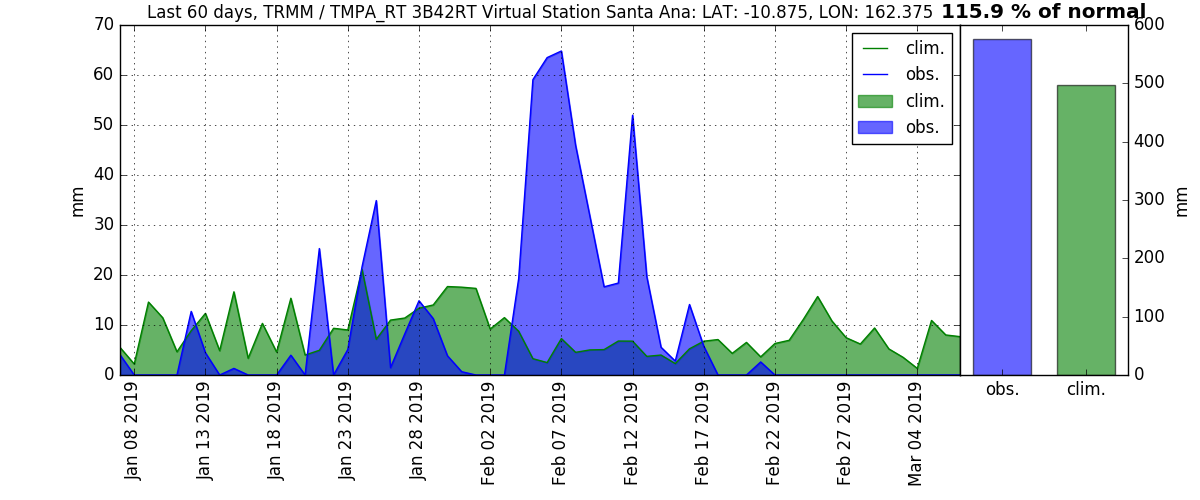 Last 60 days, TRMM / TMPA_RT 3B42RT Virtual Station Santa Ana: LAT: -10.875, LON: 162.375 115.9 % of normal
70
60
50
40
30
20
10
0
mm
clim.
obs.
clim.
obs.
600
500
400
300
200
100
0
mm
Jan 08 2019
Jan 13 2019
Jan 18 2019
Jan 23 2019
Jan 28 2019
Feb 02 2019
Feb 07 2019
Feb 12 2019
Feb 17 2019
Feb 22 2019
Feb 27 2019
Mar 04 2019
obs.
clim.